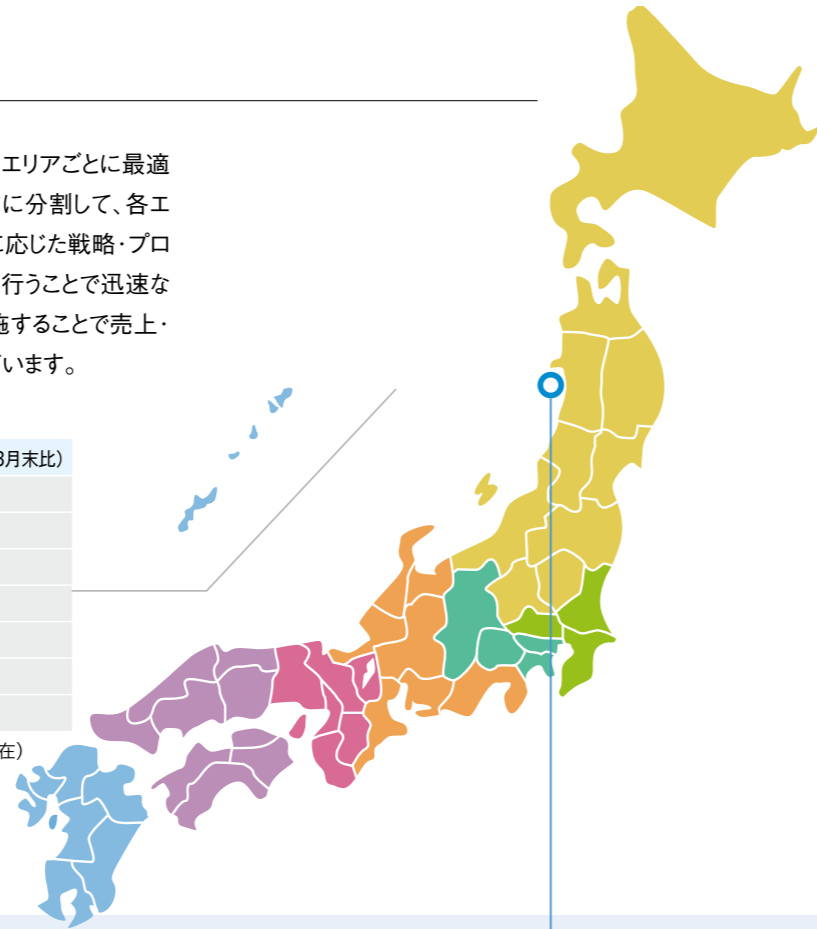 エリアごとに最適
に分割して、各エ
に応じた戦略・プロ
行うことで迅速な
施することで売上・
います。
3月末比）
在）